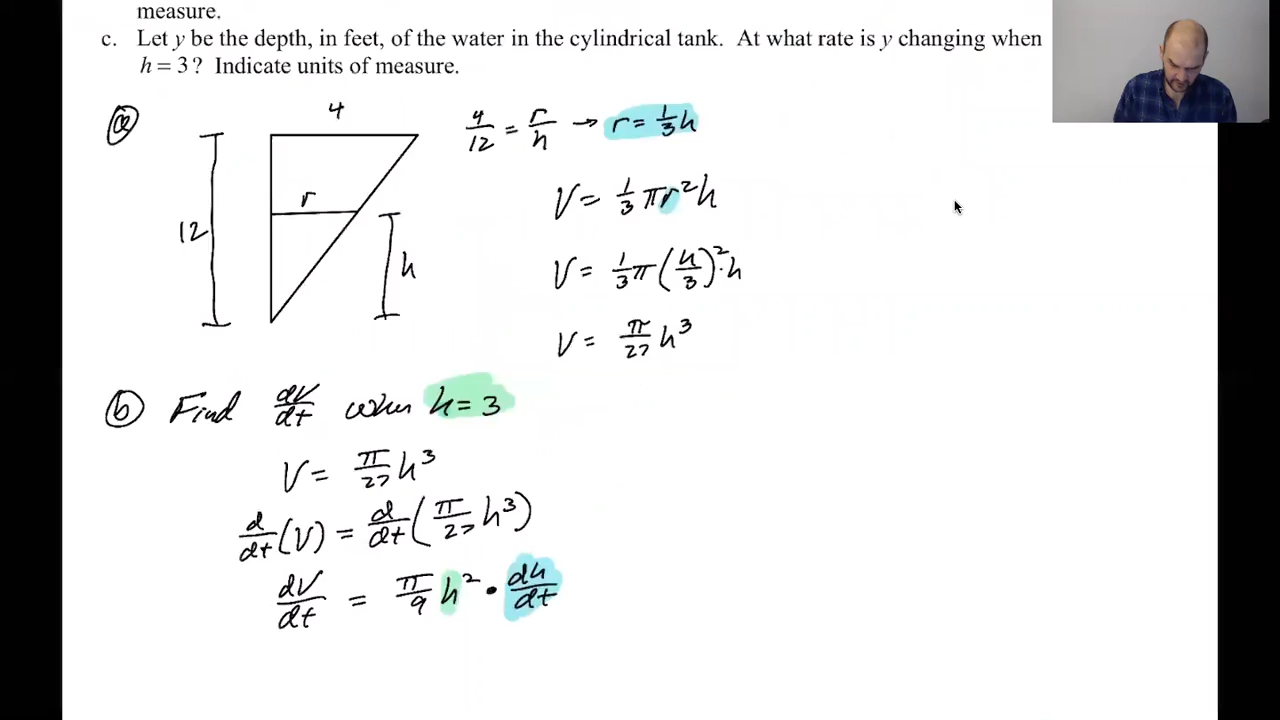 measure.
c. Let y be the depth, in feet, of the water in the cylindrical tank. At what rate is y changing when
h = 3? Indicate units of measure.
ⓐ
4
12
r
h
4/12 = r/h → r = 1/3 h
V = 1/3 πr²h
V = 1/3 π(h/3)²·h
V = π/27 h³
ⓑ Find dV/dt when h = 3
V = π/27 h³
d/dt(V) = d/dt(π/27 h³)
dV/dt = π/9 h² • dh/dt